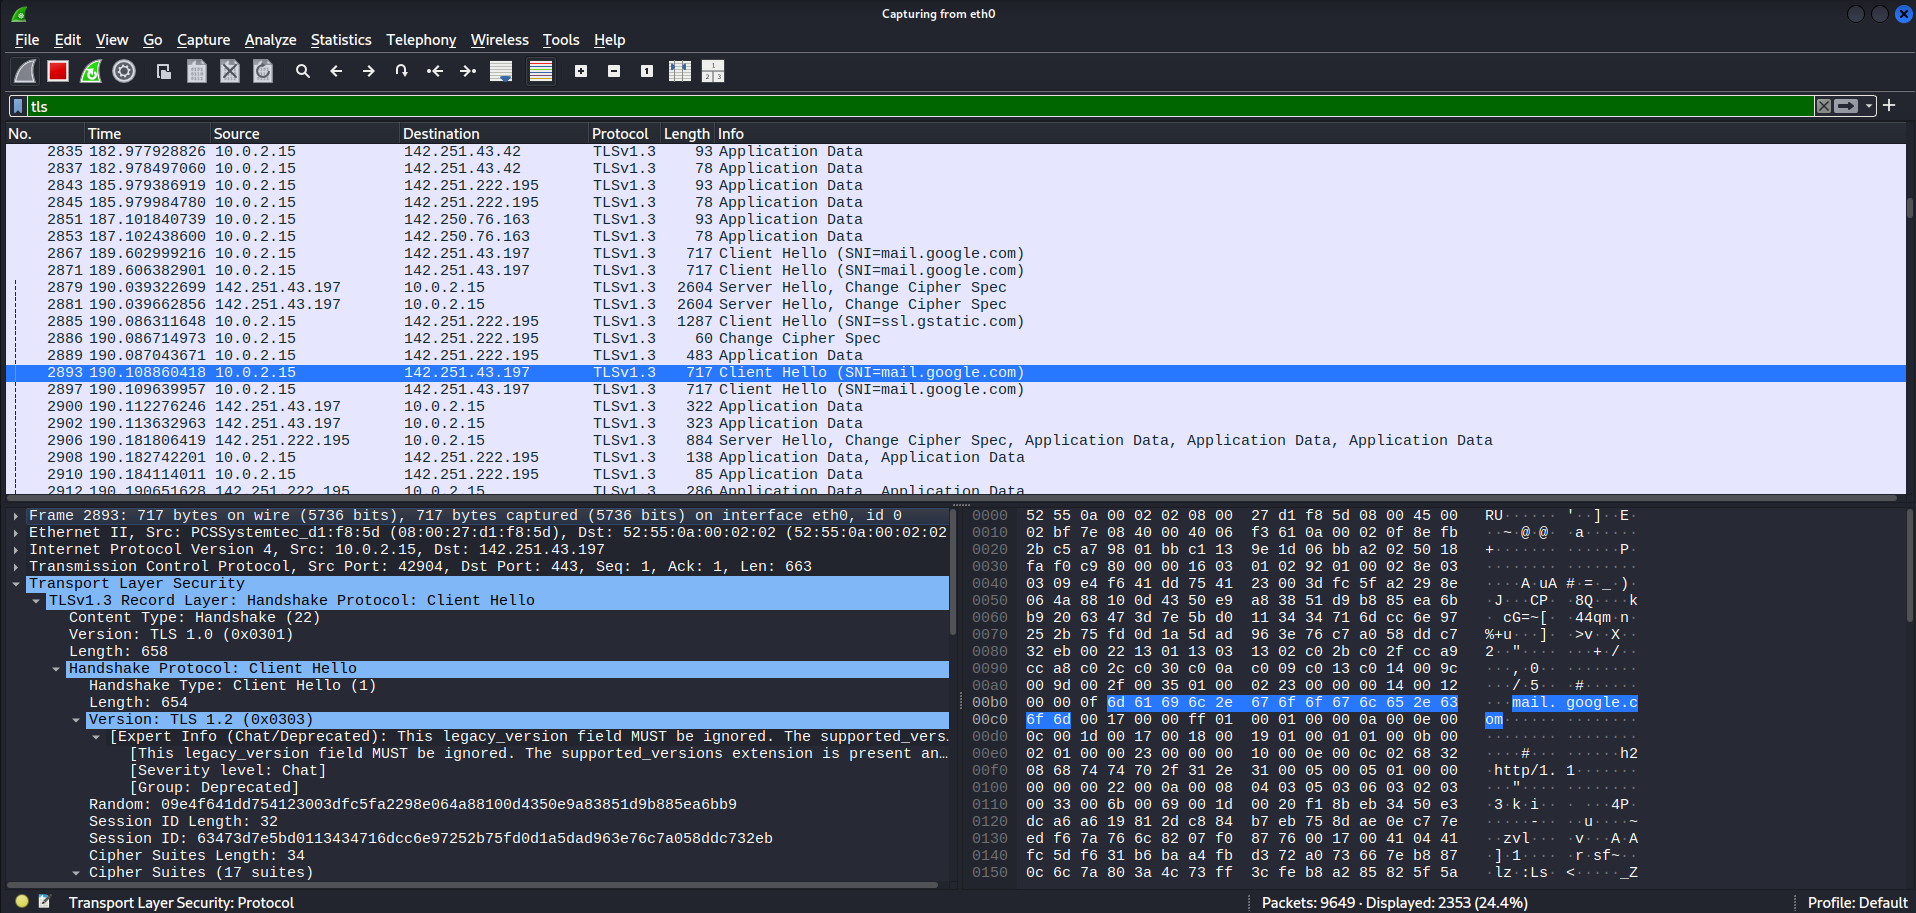 Capturing from eth0
File Edit View Go Capture Analyze Statistics Telephony Wireless Tools Help
tls
No. Time Source Destination Protocol Length Info
2835 182.977928826 10.0.2.15 142.251.43.42 TLSv1.3 93 Application Data
2837 182.978497060 10.0.2.15 142.251.43.42 TLSv1.3 78 Application Data
2843 185.979386919 10.0.2.15 142.251.222.195 TLSv1.3 93 Application Data
2845 185.979984780 10.0.2.15 142.251.222.195 TLSv1.3 78 Application Data
2851 187.101840739 10.0.2.15 142.250.76.163 TLSv1.3 93 Application Data
2853 187.102438600 10.0.2.15 142.250.76.163 TLSv1.3 78 Application Data
2867 189.602999216 10.0.2.15 142.251.43.197 TLSv1.3 717 Client Hello (SNI=mail.google.com)
2871 189.606382901 10.0.2.15 142.251.43.197 TLSv1.3 717 Client Hello (SNI=mail.google.com)
2879 190.039322699 142.251.43.197 10.0.2.15 TLSv1.3 2604 Server Hello, Change Cipher Spec
2881 190.039662856 142.251.43.197 10.0.2.15 TLSv1.3 2604 Server Hello, Change Cipher Spec
2885 190.086311648 10.0.2.15 142.251.222.195 TLSv1.3 1287 Client Hello (SNI=ssl.gstatic.com)
2886 190.086714973 10.0.2.15 142.251.222.195 TLSv1.3 60 Change Cipher Spec
2889 190.087043671 10.0.2.15 142.251.222.195 TLSv1.3 483 Application Data
2893 190.108860418 10.0.2.15 142.251.43.197 TLSv1.3 717 Client Hello (SNI=mail.google.com)
2897 190.109639957 10.0.2.15 142.251.43.197 TLSv1.3 717 Client Hello (SNI=mail.google.com)
2900 190.112276246 142.251.43.197 10.0.2.15 TLSv1.3 322 Application Data
2902 190.113632963 142.251.43.197 10.0.2.15 TLSv1.3 323 Application Data
2906 190.181806419 142.251.222.195 10.0.2.15 TLSv1.3 884 Server Hello, Change Cipher Spec, Application Data, Application Data, Application Data
2908 190.182742201 10.0.2.15 142.251.222.195 TLSv1.3 138 Application Data, Application Data
2910 190.184114011 10.0.2.15 142.251.222.195 TLSv1.3 85 Application Data
2912 190.190651628 142.251.222.195 10.0.2.15 TLSv1.3 286 Application Data, Application Data
Frame 2893: 717 bytes on wire (5736 bits), 717 bytes captured (5736 bits) on interface eth0, id 0
Ethernet II, Src: PCSSystemtec_d1:f8:5d (08:00:27:d1:f8:5d), Dst: 52:55:0a:00:02:02 (52:55:0a:00:02:02
Internet Protocol Version 4, Src: 10.0.2.15, Dst: 142.251.43.197
Transmission Control Protocol, Src Port: 42904, Dst Port: 443, Seq: 1, Ack: 1, Len: 663
Transport Layer Security
TLSv1.3 Record Layer: Handshake Protocol: Client Hello
Content Type: Handshake (22)
Version: TLS 1.0 (0x0301)
Length: 658
Handshake Protocol: Client Hello
Handshake Type: Client Hello (1)
Length: 654
Version: TLS 1.2 (0x0303)
[Expert Info (Chat/Deprecated): This legacy_version field MUST be ignored. The supported_vers…
[This legacy_version field MUST be ignored. The supported_versions extension is present an…
[Severity level: Chat]
[Group: Deprecated]
Random: 09e4f641dd754123003dfc5fa2298e064a88100d4350e9a83851d9b885ea6bb9
Session ID Length: 32
Session ID: 63473d7e5bd0113434716dcc6e97252b75fd0d1a5dad963e76c7a058ddc732eb
Cipher Suites Length: 34
Cipher Suites (17 suites)
0000 52 55 0a 00 02 02 08 00 27 d1 f8 5d 08 00 45 00 RU······ '··]··E·
0010 02 bf 7e 08 40 00 40 06 f3 61 0a 00 02 0f 8e fb ··~·@·@· ·a······
0020 2b c5 a7 98 01 bb c1 13 9e 1d 06 bb a2 02 50 18 +······· ······P·
0030 fa f0 c9 80 00 00 16 03 01 02 92 01 00 02 8e 03 ········ ········
0040 03 09 e4 f6 41 dd 75 41 23 00 3d fc 5f a2 29 8e ····A·uA #·=·_·)·
0050 06 4a 88 10 0d 43 50 e9 a8 38 51 d9 b8 85 ea 6b ·J···CP· ·8Q····k
0060 b9 20 63 47 3d 7e 5b d0 11 34 34 71 6d cc 6e 97 · cG=~[· ·44qm·n·
0070 25 2b 75 fd 0d 1a 5d ad 96 3e 76 c7 a0 58 dd c7 %+u···]· ·>v··X··
0080 32 eb 00 22 13 01 13 03 13 02 c0 2b c0 2f cc a9 2··"···· ···+·/··
0090 cc a8 c0 2c c0 30 c0 0a c0 09 c0 13 c0 14 00 9c ···,·0·· ········
00a0 00 9d 00 2f 00 35 01 00 02 23 00 00 00 14 00 12 ···/·5·· ·#······
00b0 00 00 0f 6d 61 69 6c 2e 67 6f 6f 67 6c 65 2e 63 ···mail. google.c
00c0 6f 6d 00 17 00 00 ff 01 00 01 00 00 0a 00 0e 00 om······ ········
00d0 0c 00 1d 00 17 00 18 00 19 01 00 01 01 00 0b 00 ········ ········
00e0 02 01 00 00 23 00 00 00 10 00 0e 00 0c 02 68 32 ····#··· ······h2
00f0 08 68 74 74 70 2f 31 2e 31 00 05 00 05 01 00 00 ·http/1. 1·······
0100 00 00 00 22 00 0a 00 08 04 03 05 03 06 03 02 03 ···"···· ········
0110 00 33 00 6b 00 69 00 1d 00 20 f1 8b eb 34 50 e3 ·3·k·i·· · ···4P·
0120 dc a6 a6 19 81 2d c8 84 b7 eb 75 8d ae 0e c7 7e ·····-·· ··u····~
0130 ed f6 7a 76 6c 82 07 f0 87 76 00 17 00 41 04 41 ··zvl··· ·v···A·A
0140 fc 5d f6 31 b6 ba a4 fb d3 72 a0 73 66 7e b8 87 ·]·1···· ·r·sf~··
0150 0c 6c 7a 80 3a 4c 73 ff 3c fe b8 a2 85 82 5f 5a ·lz·:Ls· <·····_Z
Transport Layer Security: Protocol
Packets: 9649 · Displayed: 2353 (24.4%)
Profile: Default